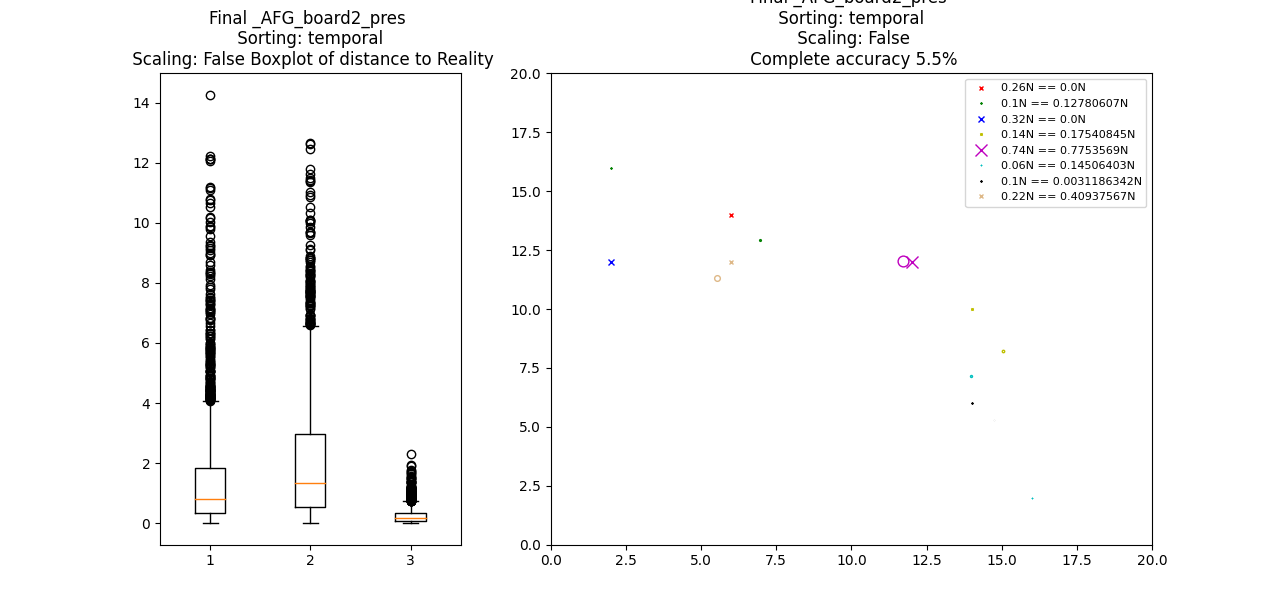 Final _AFG_board2_pres
Sorting: temporal
Scaling: False Boxplot of distance to Reality
14
12
10
8
6
4
2
0
1
2
3
Final _AFG_board2_pres
Sorting: temporal
Scaling: False
Complete accuracy 5.5%
20.0
17.5
15.0
12.5
10.0
7.5
5.0
2.5
0.0
0.0
2.5
5.0
7.5
10.0
12.5
15.0
17.5
20.0
0.26N == 0.0N
0.1N == 0.12780607N
0.32N == 0.0N
0.14N == 0.17540845N
0.74N == 0.7753569N
0.06N == 0.14506403N
0.1N == 0.0031186342N
0.22N == 0.40937567N